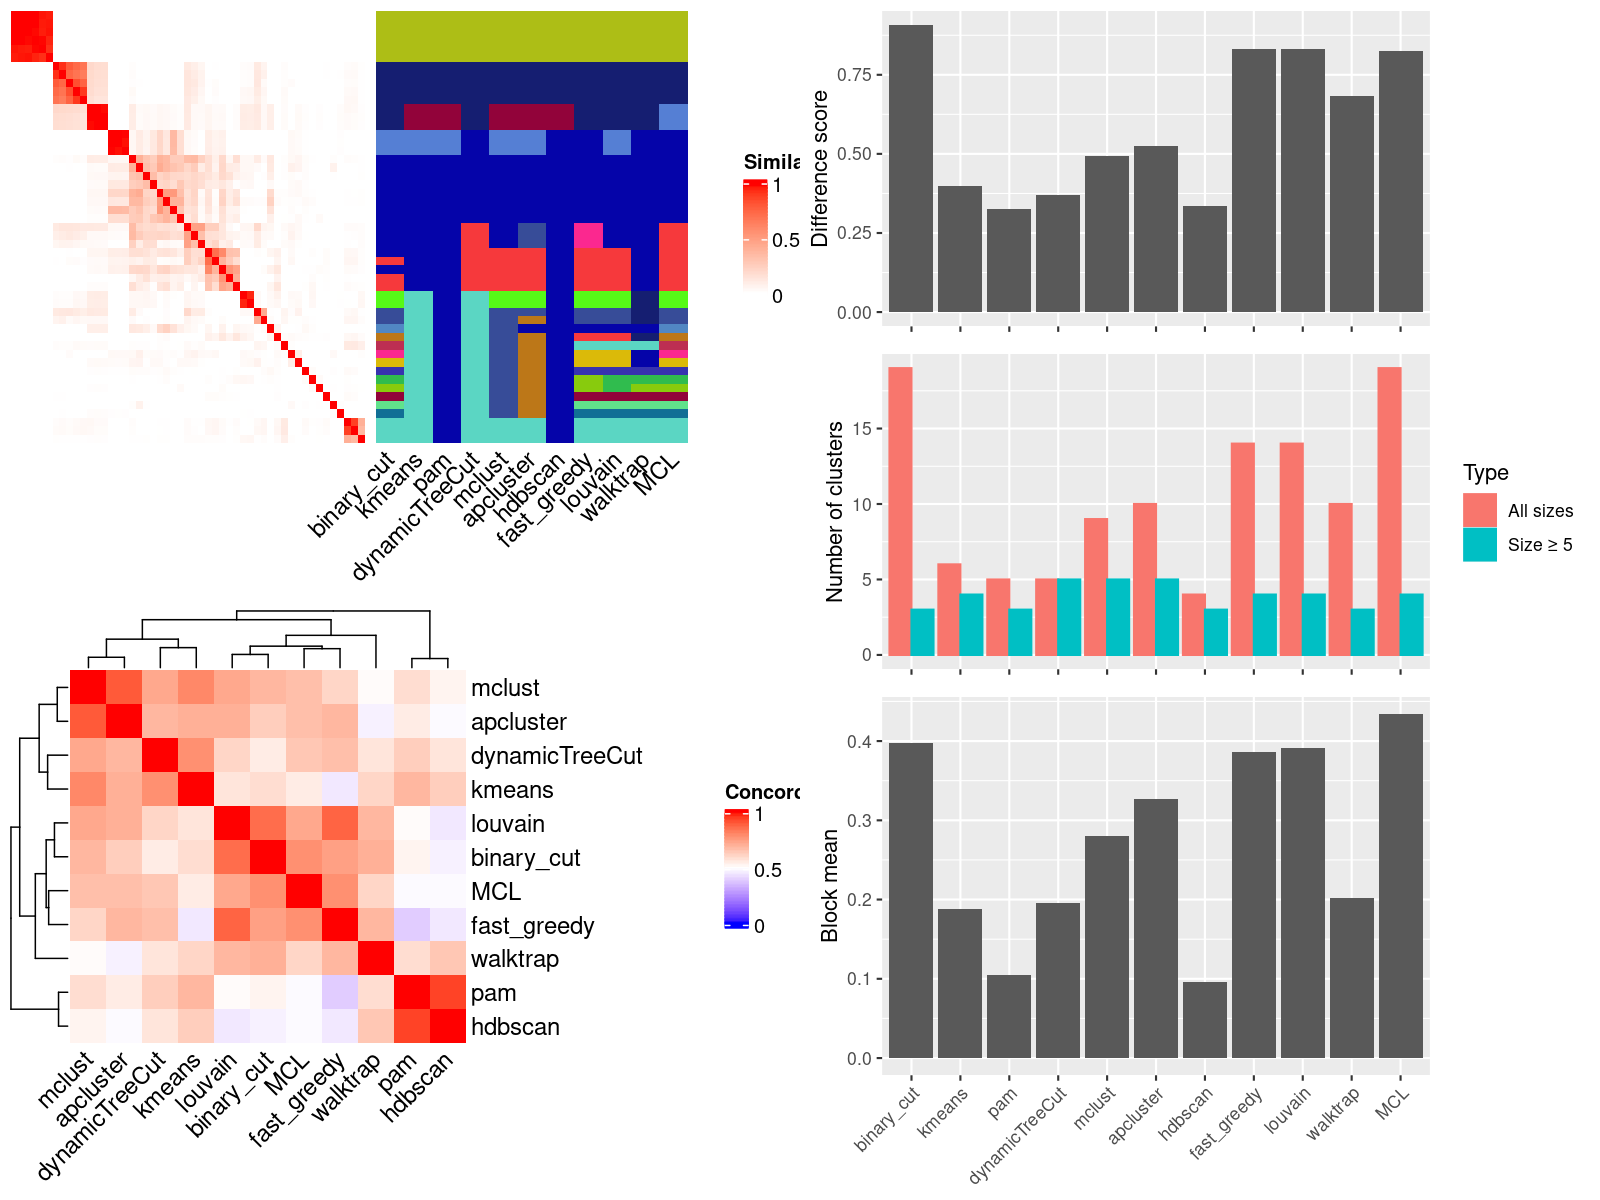 Simila
1
0.5
0
binary_cut
kmeans
pam
dynamicTreeCut
mclust
apcluster
hdbscan
fast_greedy
louvain
walktrap
MCL
Difference score
0.75
0.50
0.25
0.00
Number of clusters
15
10
5
0
Type
All sizes
Size ≥ 5
mclust
apcluster
dynamicTreeCut
kmeans
louvain
binary_cut
MCL
fast_greedy
walktrap
pam
hdbscan
mclust
apcluster
dynamicTreeCut
kmeans
louvain
binary_cut
MCL
fast_greedy
walktrap
pam
hdbscan
Concord
1
0.5
0
Block mean
0.4
0.3
0.2
0.1
0.0
binary_cut
kmeans
pam
dynamicTreeCut
mclust
apcluster
hdbscan
fast_greedy
louvain
walktrap
MCL